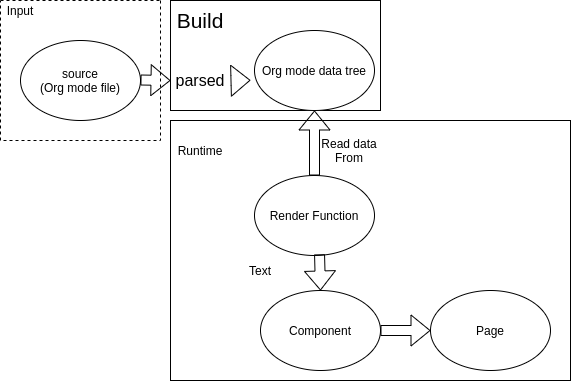 Input
Build
source
(Org mode file)
parsed
Org mode data tree
Runtime
Read data
From
Render Function
Text
Component
Page